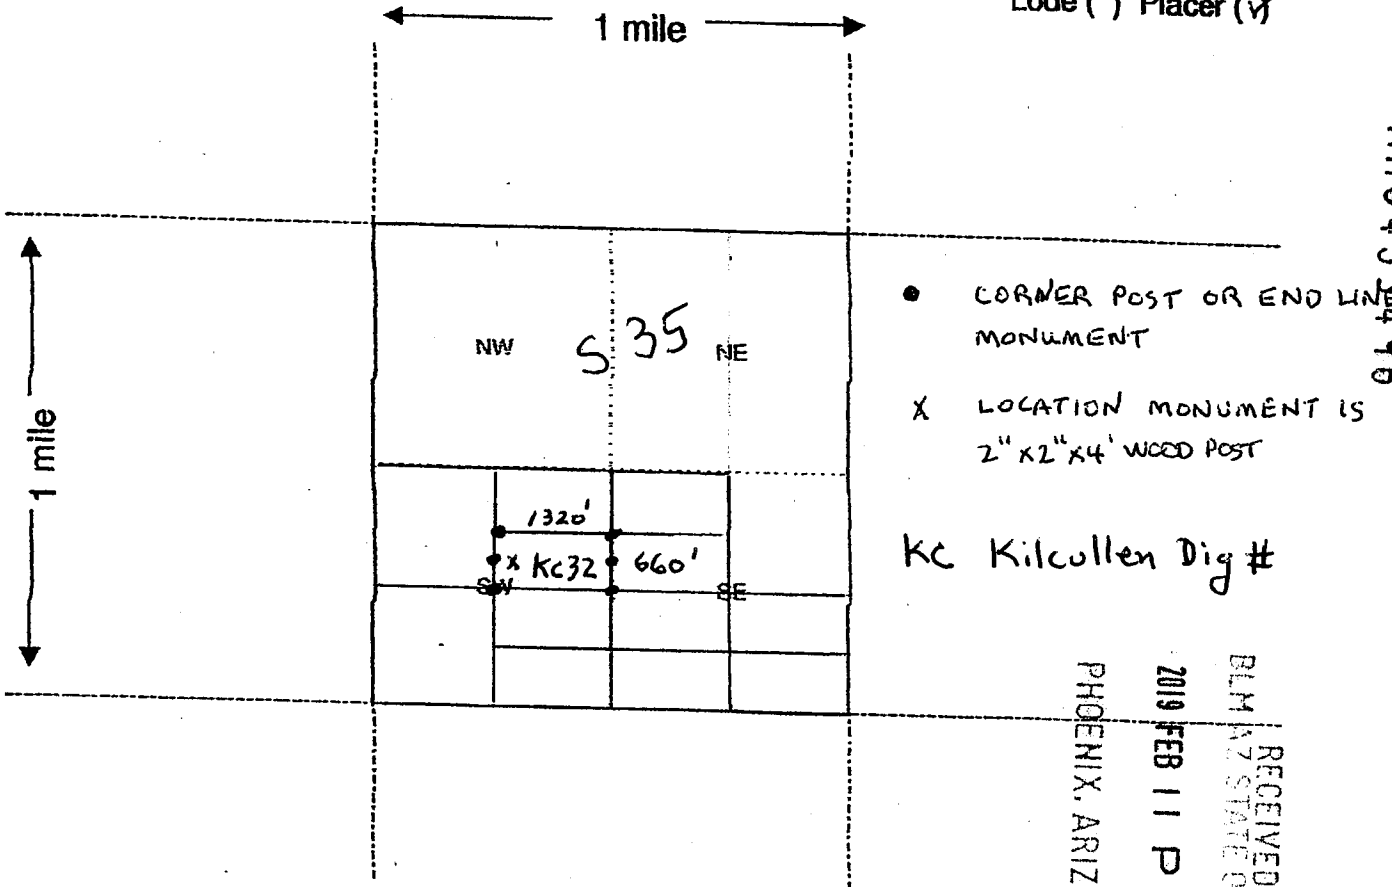 Lode ( ) Placer (√)
1 mile
1 mile
NW
S 35
NE
1320'
x KC32
660'
SW
SE
● CORNER POST OR END LINE
MONUMENT
X LOCATION MONUMENT IS
2"x2"x4' WOOD POST
KC Kilcullen Dig #
RECEIVED
BLM AZ STATE O
2019 FEB 11 P
PHOENIX, ARIZ